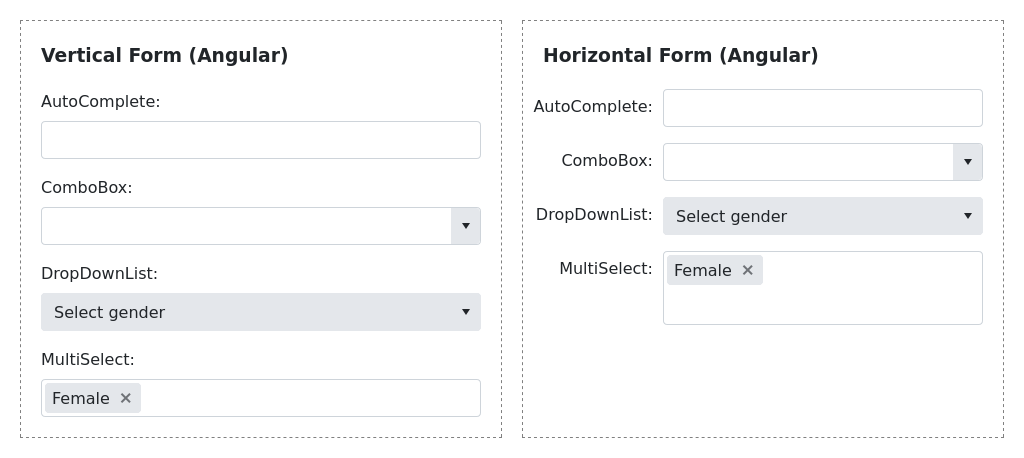 Vertical Form (Angular)
AutoComplete:
ComboBox:
DropDownList:
Select gender
MultiSelect:
Female ✕
Horizontal Form (Angular)
AutoComplete:
ComboBox:
DropDownList: Select gender
MultiSelect: Female ✕